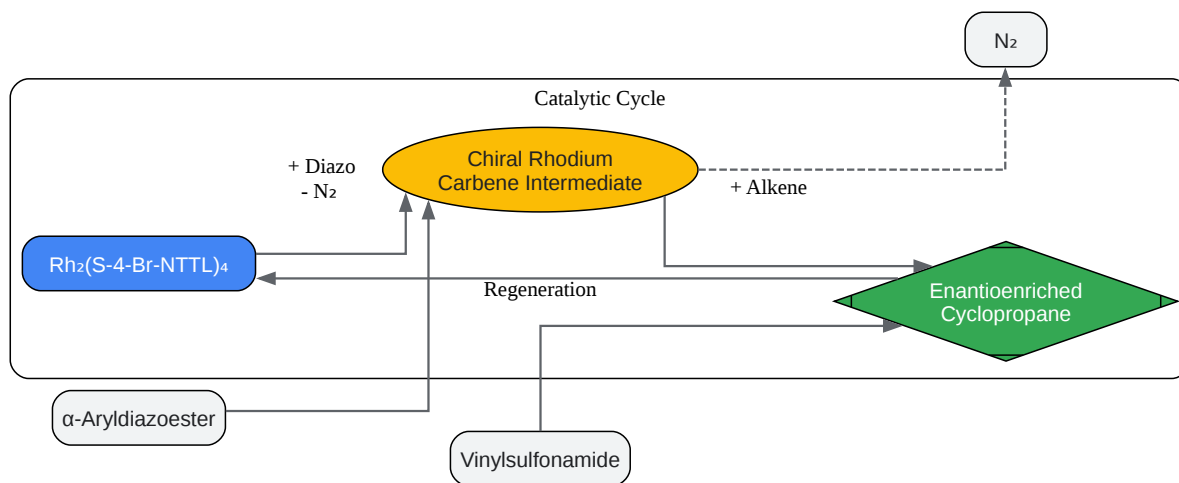 N₂
Catalytic Cycle
Chiral Rhodium
Carbene Intermediate
+ Diazo
- N₂
+ Alkene
Rh₂(S-4-Br-NTTL)₄
Regeneration
Enantioenriched
Cyclopropane
α-Aryldiazoester
Vinylsulfonamide